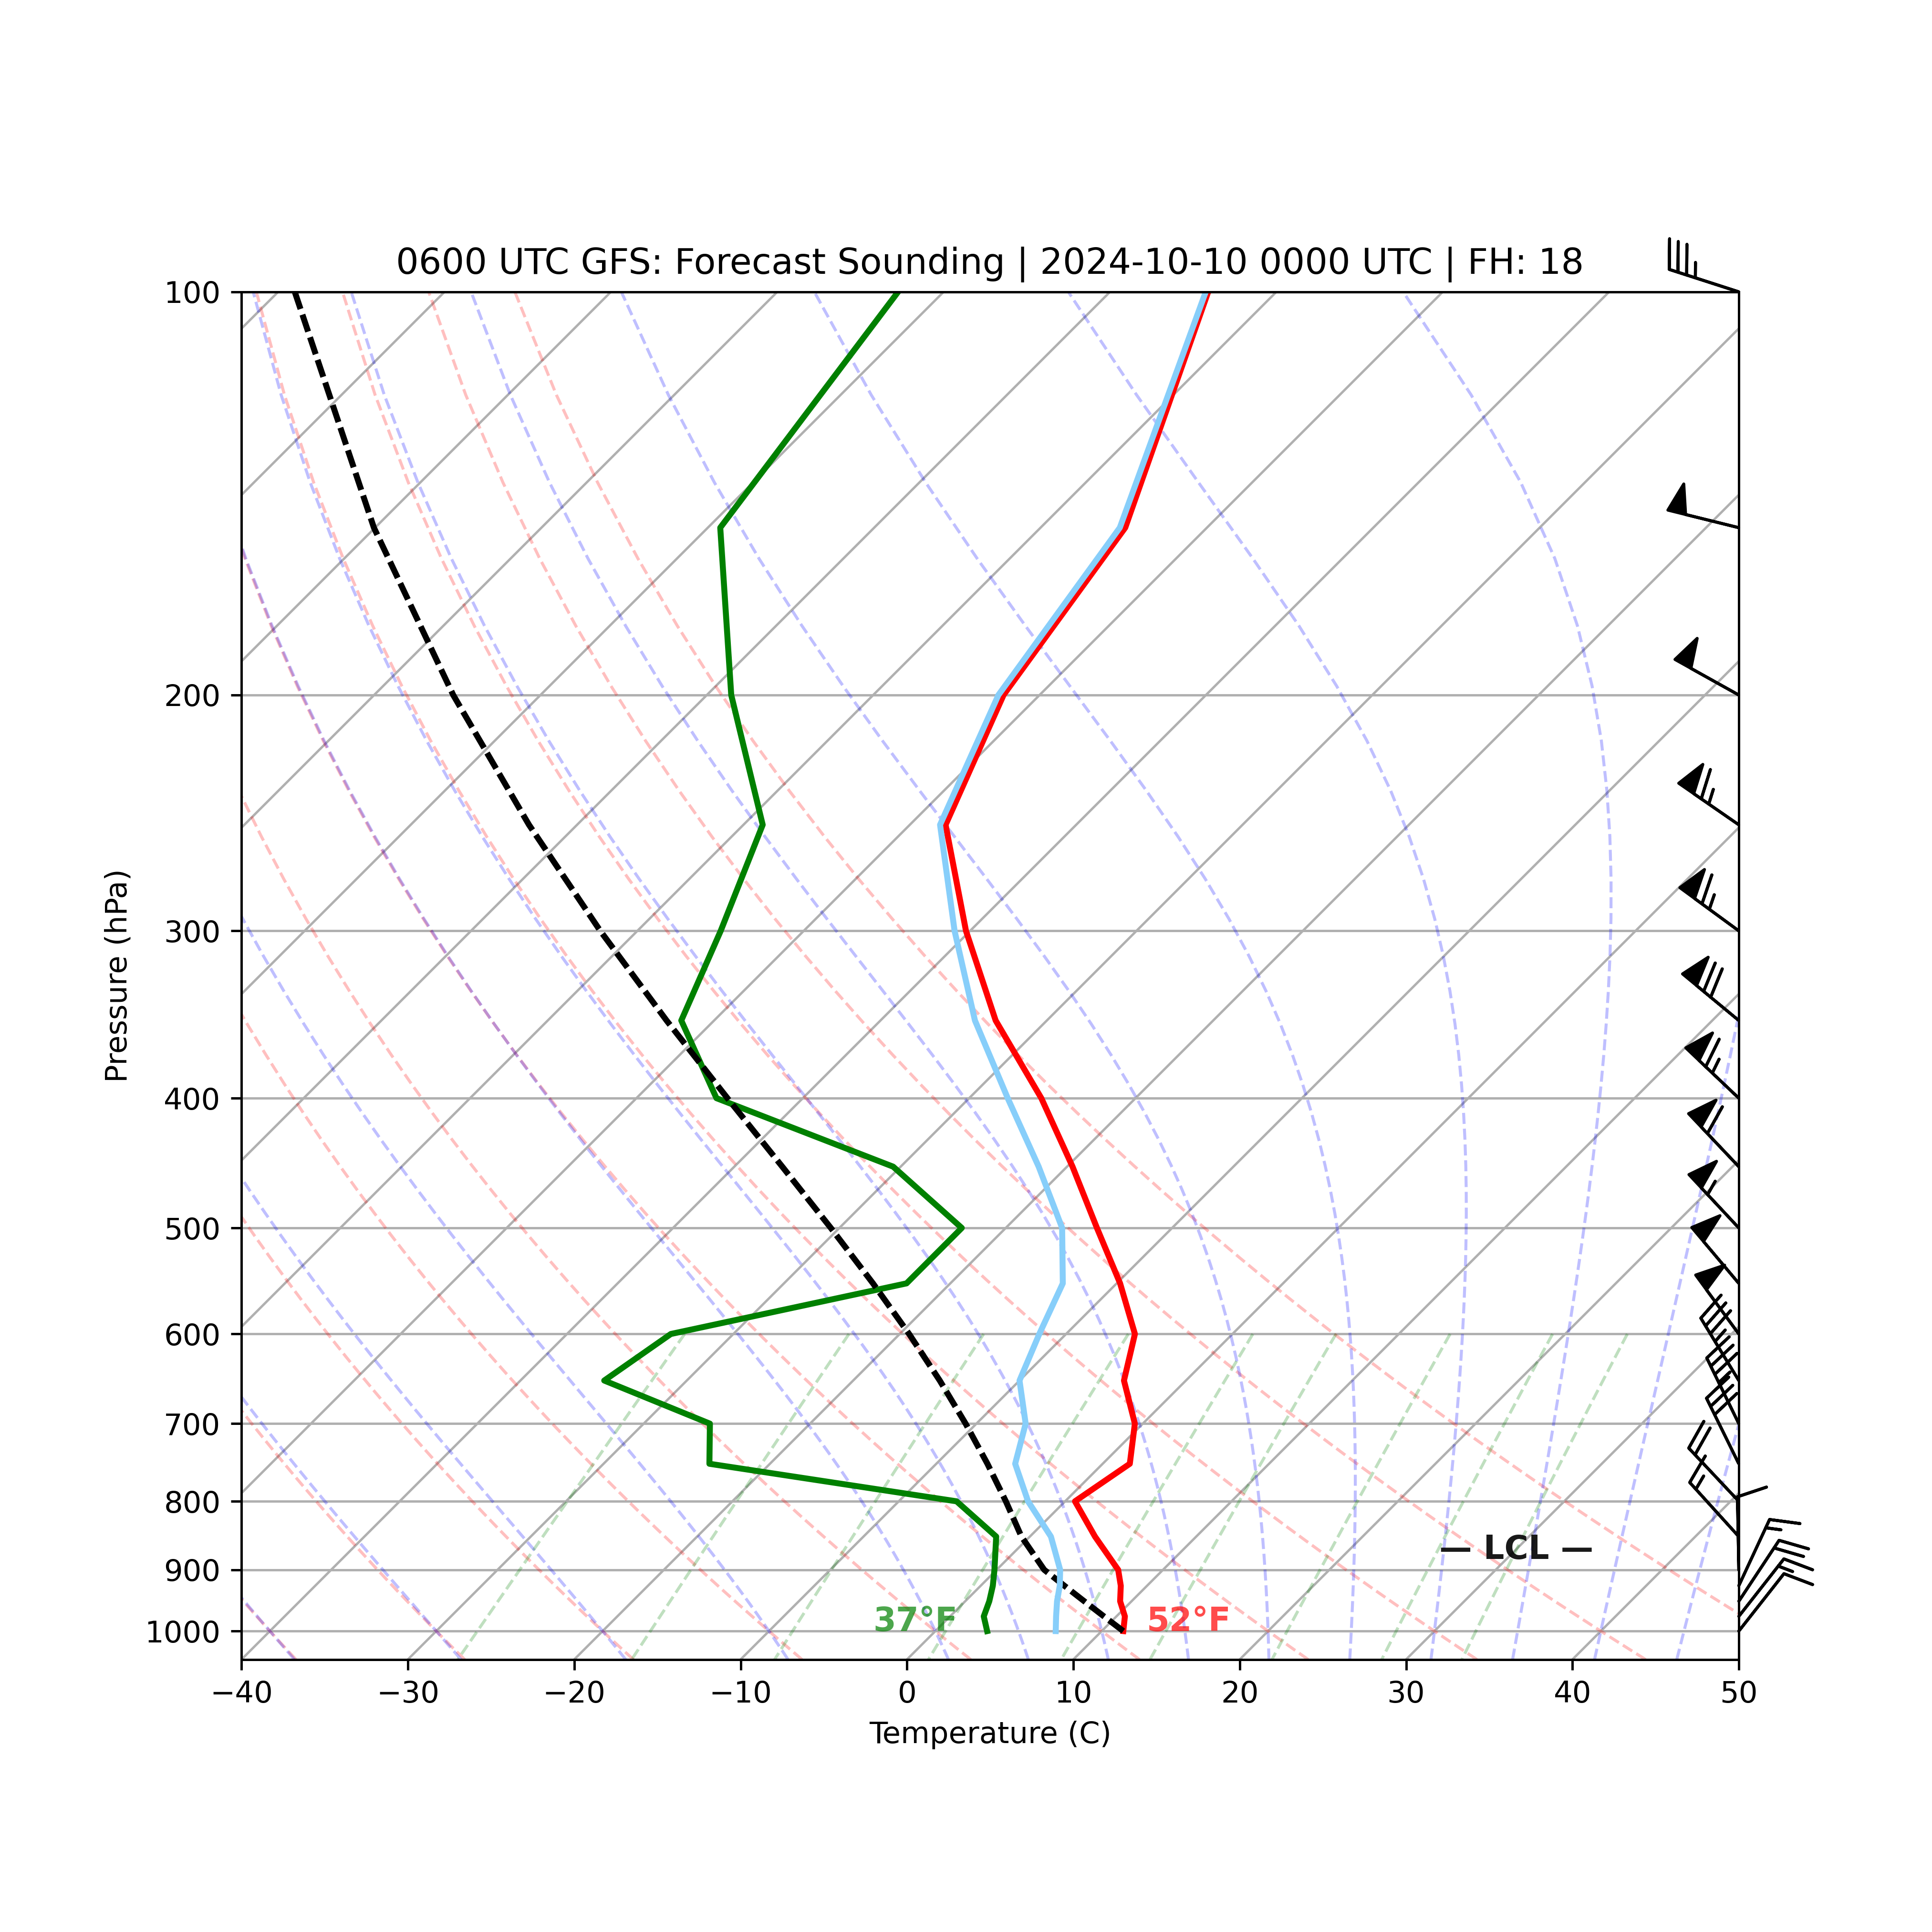 0600 UTC GFS: Forecast Sounding | 2024-10-10 0000 UTC | FH: 18
100
200
300
400
500
600
700
800
900
1000
Pressure (hPa)
— LCL —
37°F
52°F
−40 −30 −20 −10 0 10 20 30 40 50
Temperature (C)